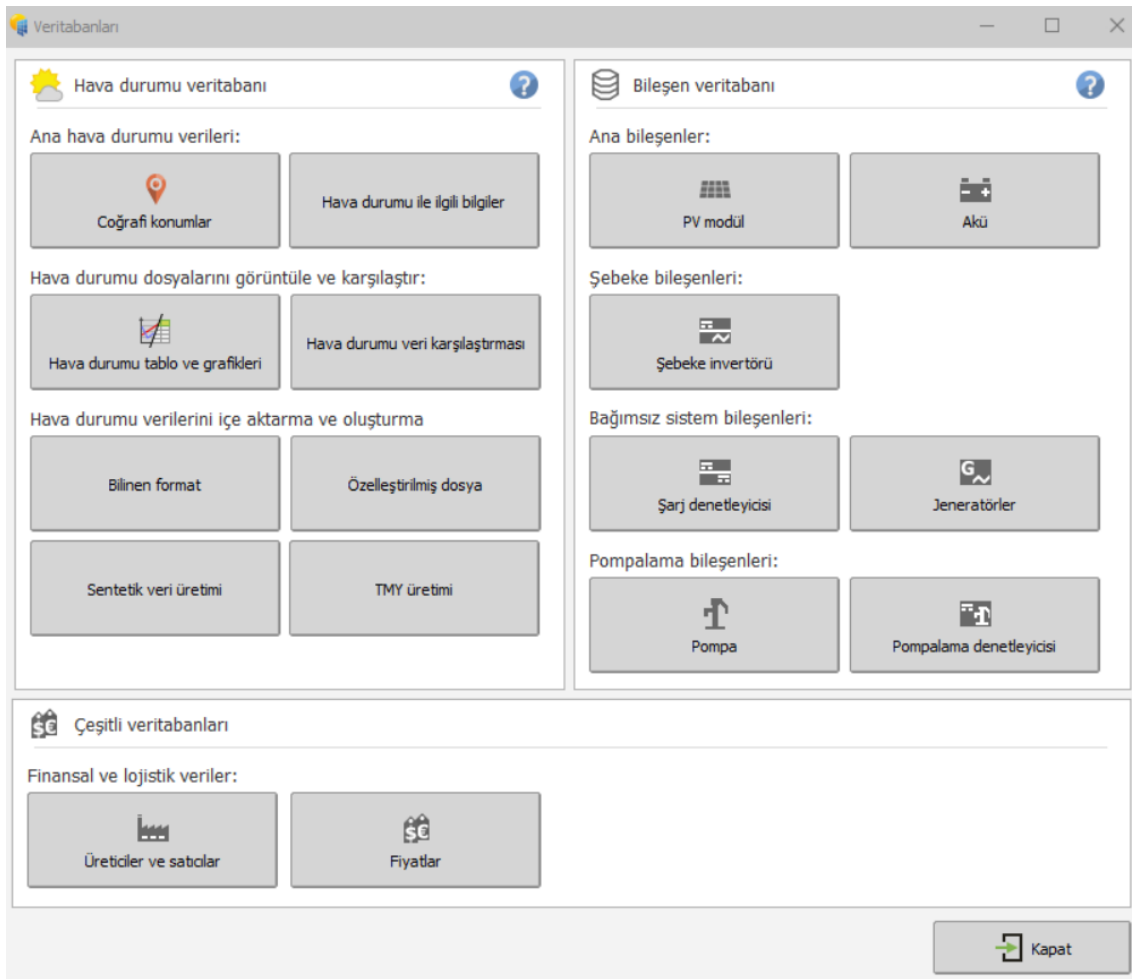 Veritabanları
Hava durumu veritabanı
Ana hava durumu verileri:
Coğrafi konumlar
Hava durumu ile ilgili bilgiler
Hava durumu dosyalarını görüntüle ve karşılaştır:
Hava durumu tablo ve grafikleri
Hava durumu veri karşılaştırması
Hava durumu verilerini içe aktarma ve oluşturma
Bilinen format
Özelleştirilmiş dosya
Sentetik veri üretimi
TMY üretimi
Bileşen veritabanı
Ana bileşenler:
PV modül
Akü
Şebeke bileşenleri:
Şebeke invertörü
Bağımsız sistem bileşenleri:
Şarj denetleyicisi
Jeneratörler
Pompalama bileşenleri:
Pompa
Pompalama denetleyicisi
Çeşitli veritabanları
Finansal ve lojistik veriler:
Üreticiler ve satıcılar
Fiyatlar
Kapat